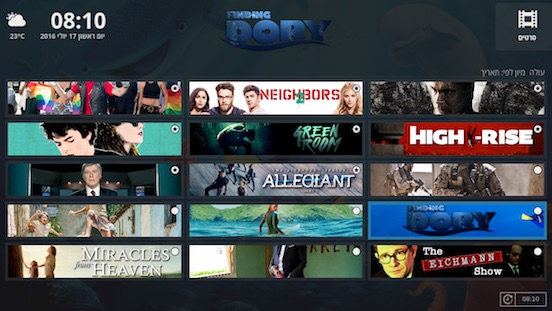 08:10
יום ראשון 17 יולי 2016
23°C
FINDING
DORY
סרטים
עולה מיון לפי: תאריך
NEIGHBORS
2
GREEN
ROOM
HIGH-RISE
ALLEGIANT
FINDING
DORY
MIRACLES
from
HEAVEN
The
EICHMANN
Show
08:10